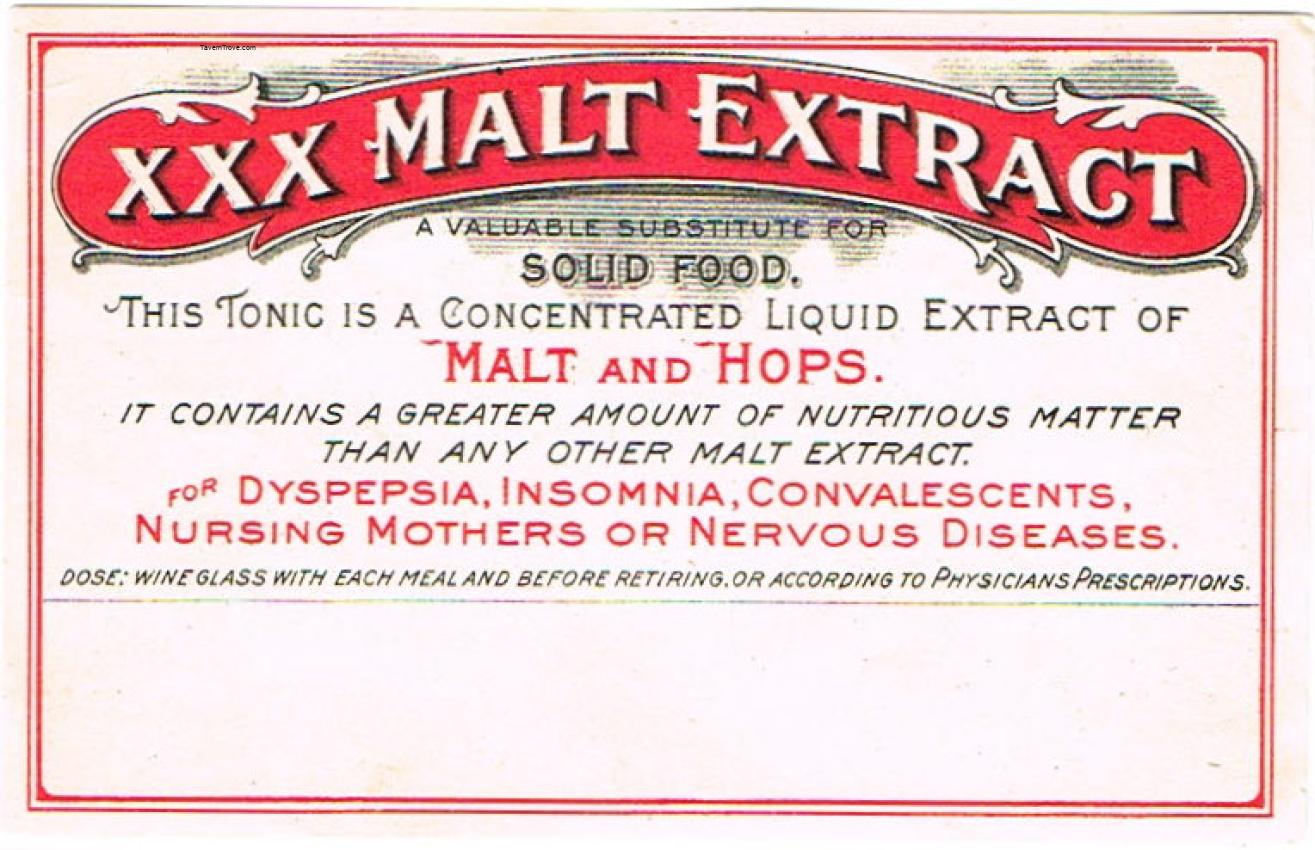 TavernTrove.com
XXX MALT EXTRACT
A VALUABLE SUBSTITUTE FOR
SOLID FOOD.
THIS TONIC IS A CONCENTRATED LIQUID EXTRACT OF
MALT AND HOPS.
IT CONTAINS A GREATER AMOUNT OF NUTRITIOUS MATTER
THAN ANY OTHER MALT EXTRACT.
FOR DYSPEPSIA, INSOMNIA, CONVALESCENTS,
NURSING MOTHERS OR NERVOUS DISEASES.
DOSE: WINE GLASS WITH EACH MEAL AND BEFORE RETIRING. OR ACCORDING TO PHYSICIANS PRESCRIPTIONS.